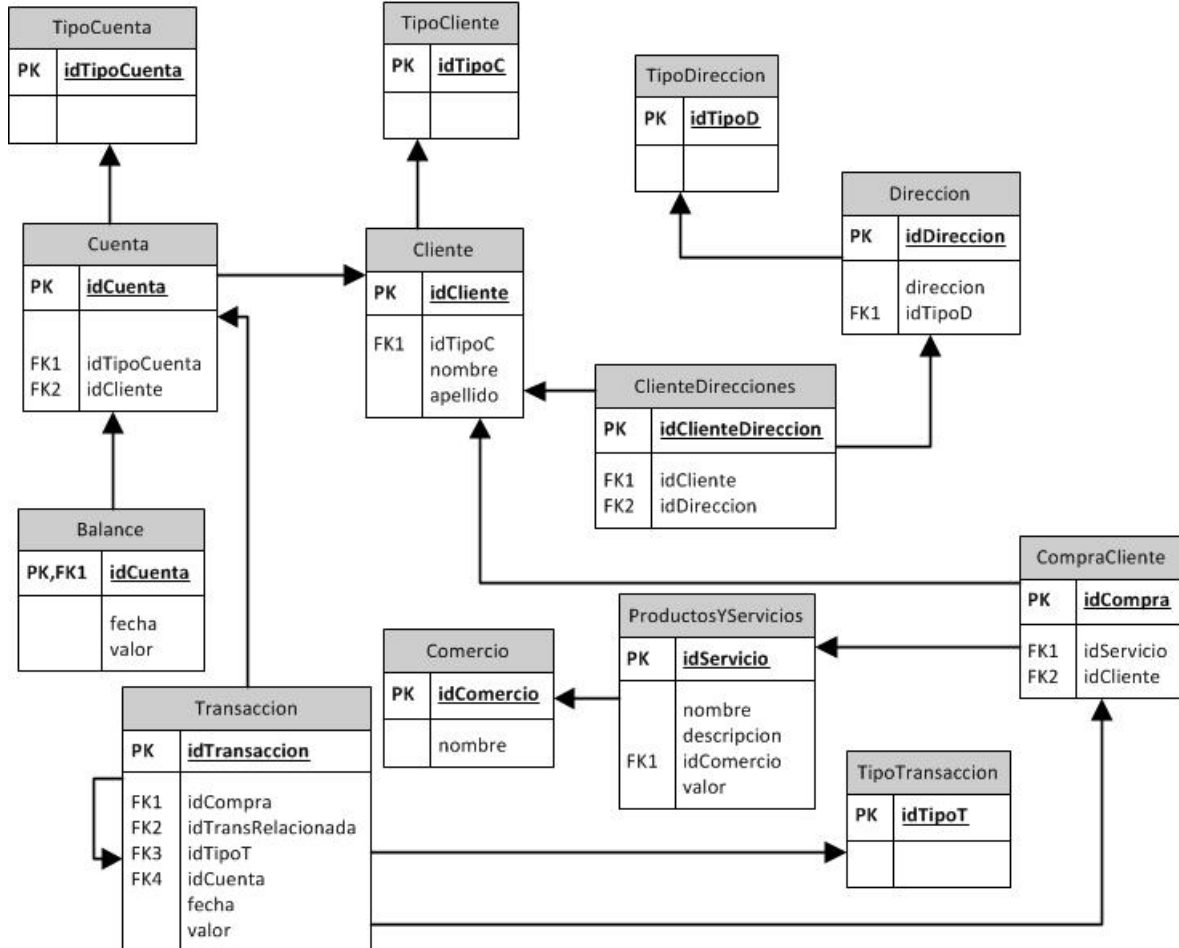 TipoCuenta
PK idTipoCuenta
TipoCliente
PK idTipoC
TipoDireccion
PK idTipoD
Direccion
PK idDireccion
direccion
FK1 idTipoD
Cuenta
PK idCuenta
FK1 idTipoCuenta
FK2 idCliente
Cliente
PK idCliente
FK1 idTipoC
nombre
apellido
ClienteDirecciones
PK idClienteDireccion
FK1 idCliente
FK2 idDireccion
Balance
PK,FK1 idCuenta
fecha
valor
CompraCliente
PK idCompra
FK1 idServicio
FK2 idCliente
ProductosYServicios
PK idServicio
nombre
descripcion
FK1 idComercio
valor
Comercio
PK idComercio
nombre
Transaccion
PK idTransaccion
FK1 idCompra
FK2 idTransRelacionada
FK3 idTipoT
FK4 idCuenta
fecha
valor
TipoTransaccion
PK idTipoT